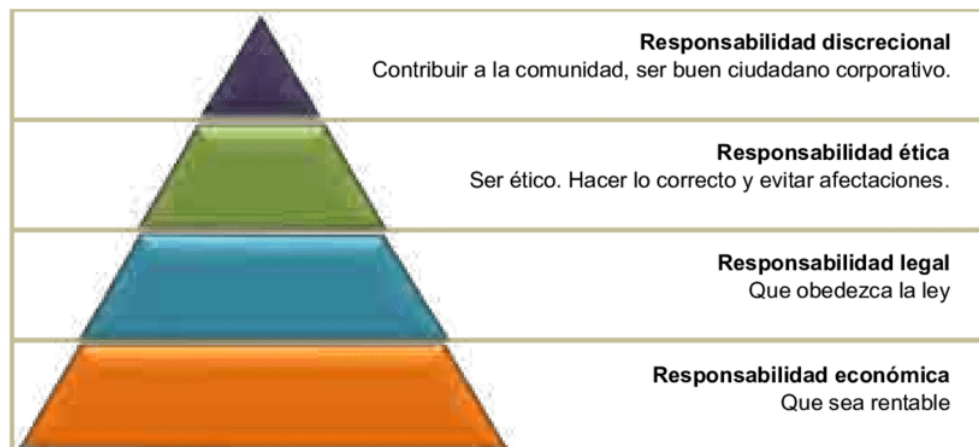 Responsabilidad discrecional
Contribuir a la comunidad, ser buen ciudadano corporativo.
Responsabilidad ética
Ser ético. Hacer lo correcto y evitar afectaciones.
Responsabilidad legal
Que obedezca la ley
Responsabilidad económica
Que sea rentable